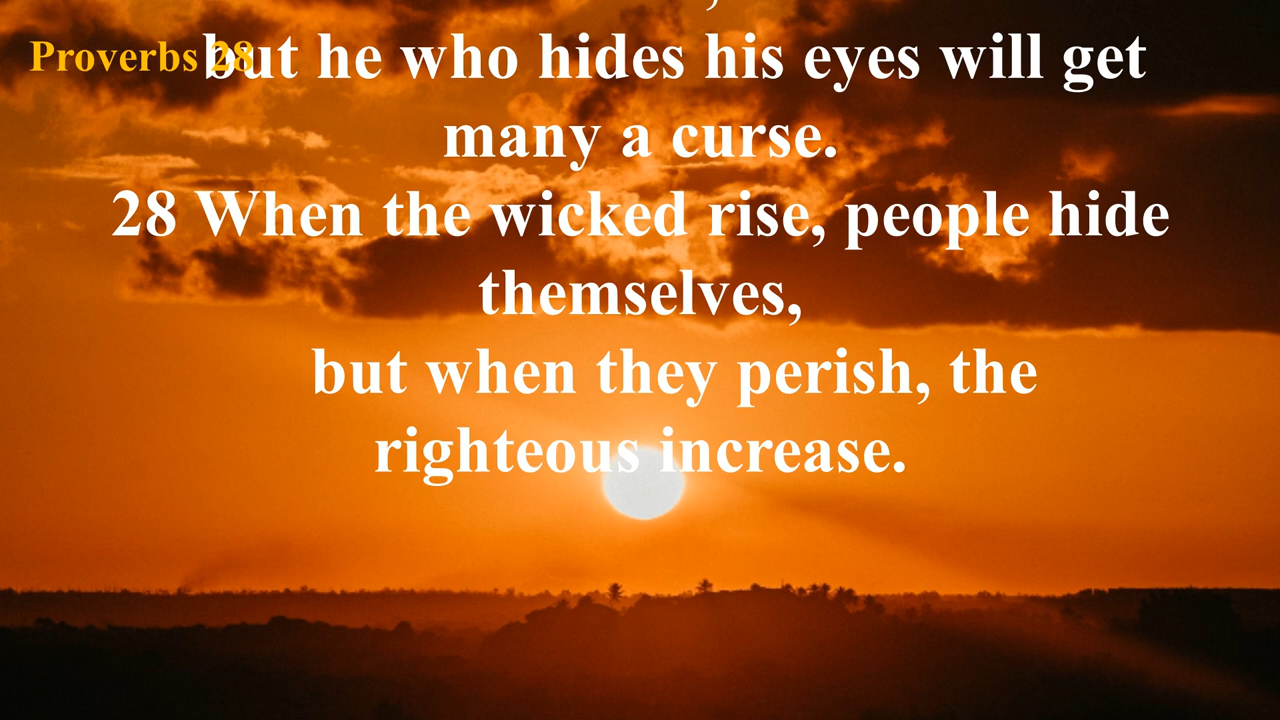 Proverbs 28
but he who hides his eyes will get
many a curse.
28 When the wicked rise, people hide
themselves,
but when they perish, the
righteous increase.